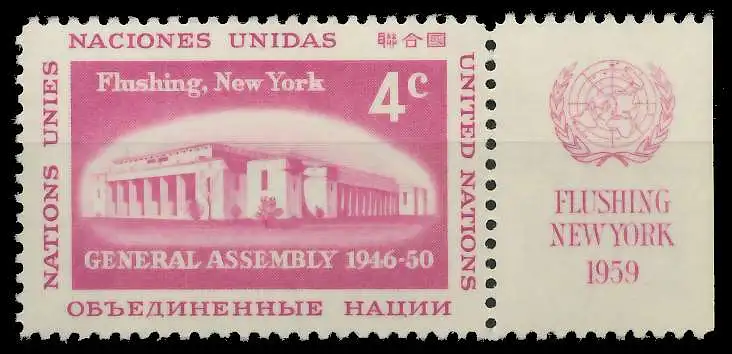 NACIONES UNIDAS 聯合國
NATIONS UNIES
UNITED NATIONS
Flushing, New York 4c
GENERAL ASSEMBLY 1946-50
ОБЪЕДИНЕННЫЕ НАЦИИ
FLUSHING
NEW YORK
1959